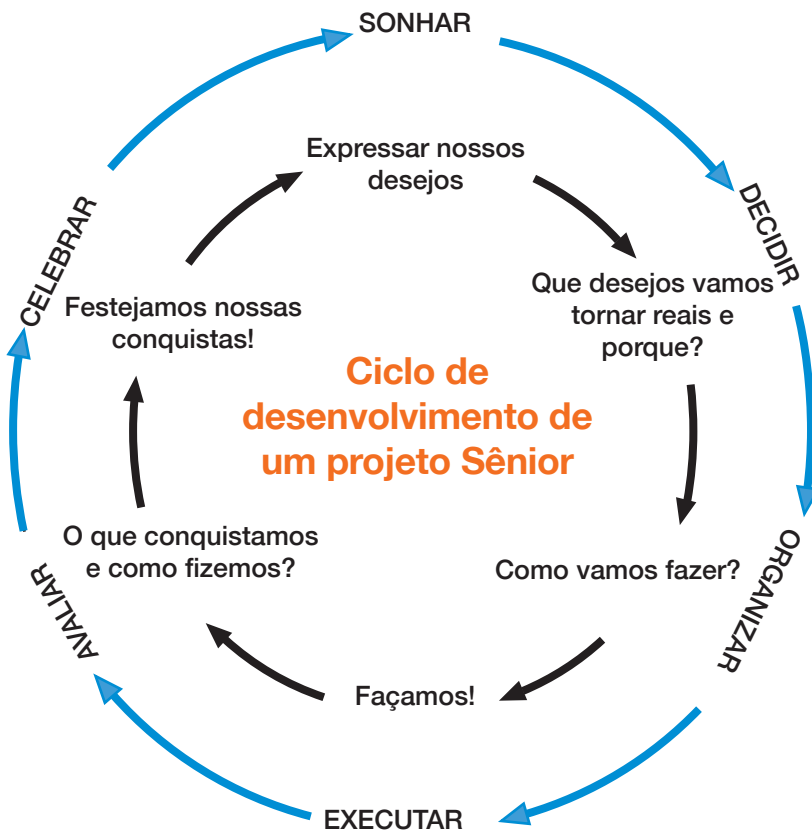 SONHAR
Expressar nossos
desejos
DECIDIR
Que desejos vamos
tornar reais e
porque?
ORGANIZAR
Como vamos fazer?
EXECUTAR
Façamos!
AVALIAR
O que conquistamos
e como fizemos?
CELEBRAR
Festejamos nossas
conquistas!
Ciclo de
desenvolvimento de
um projeto Sênior